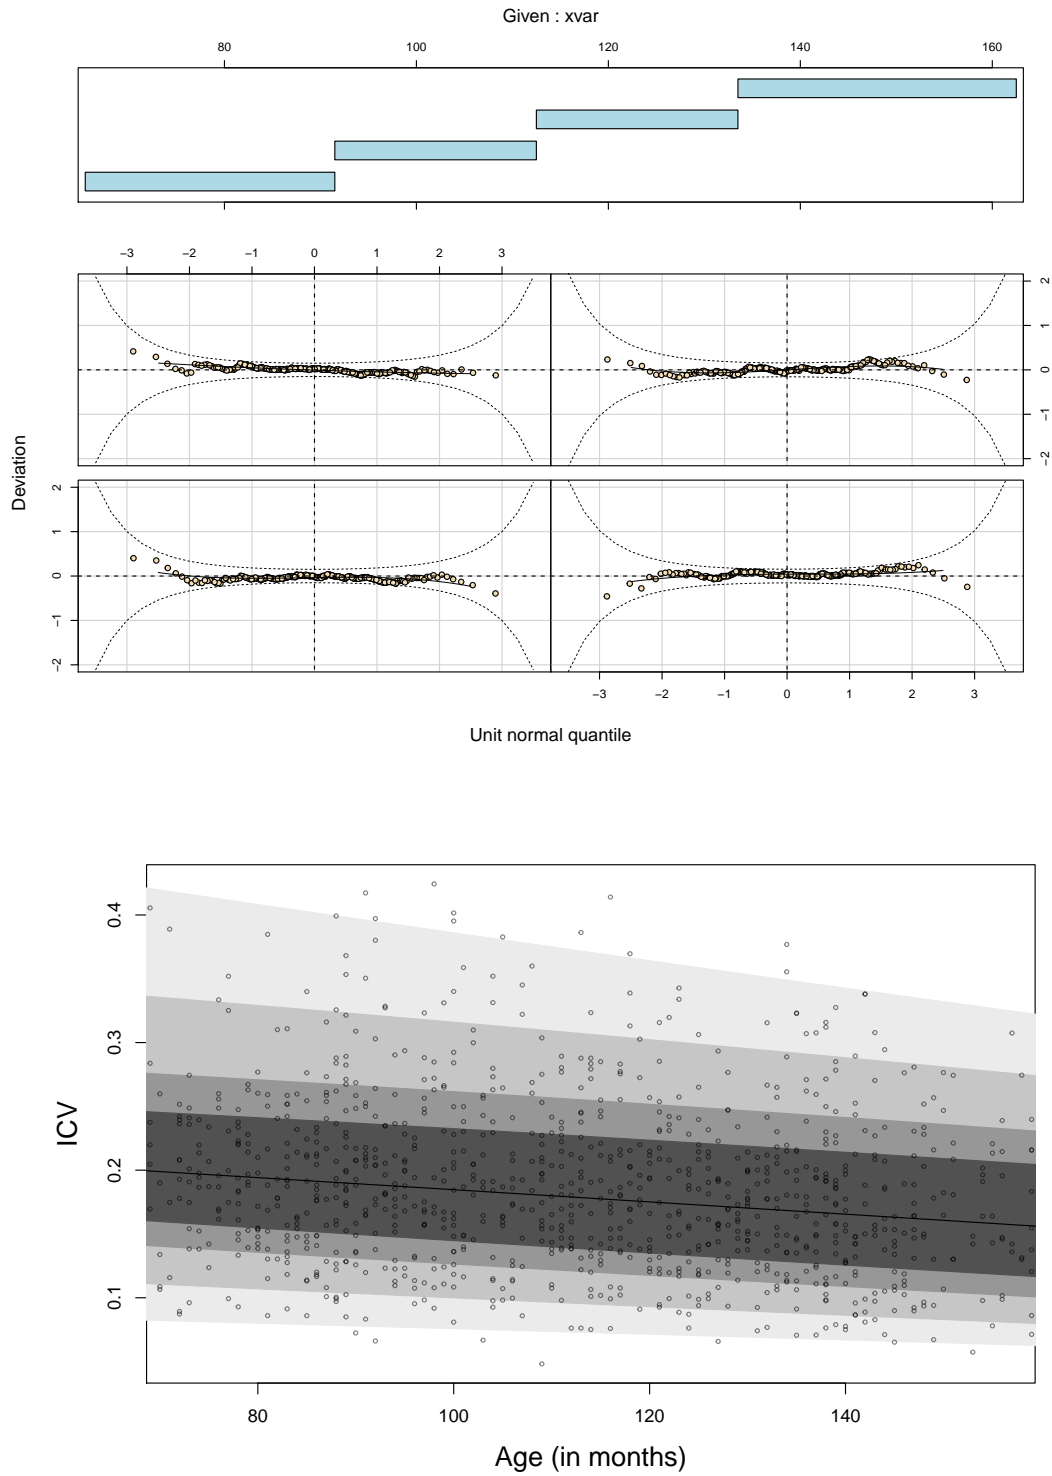 Given : xvar
80 100 120 140 160
−3 −2 −1 0 1 2 3
2
1
0
−1
−2
Deviation
2
1
0
−1
−2
−3 −2 −1 0 1 2 3
Unit normal quantile
0.4
0.3
0.2
0.1
ICV
80 100 120 140
Age (in months)